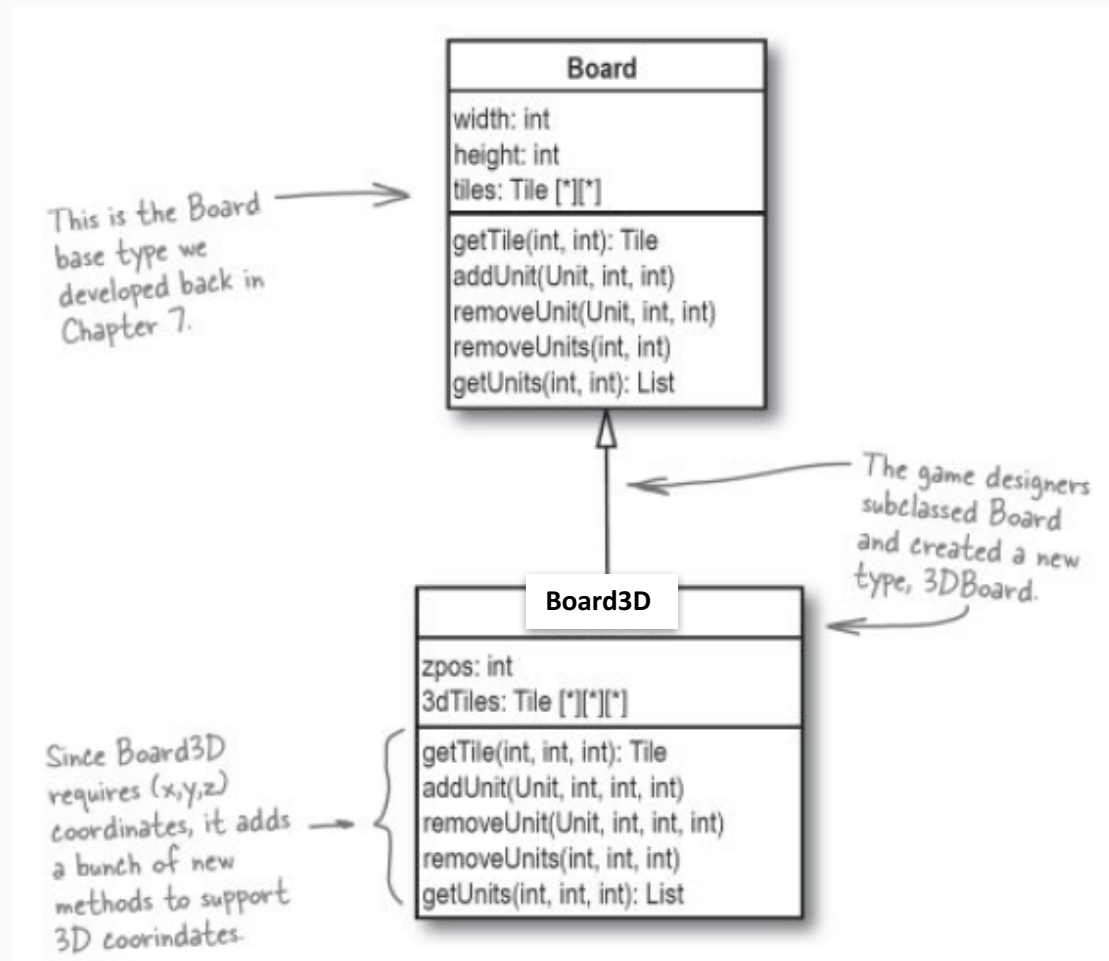 Board
width: int
height: int
tiles: Tile [*][*]
getTile(int, int): Tile
addUnit(Unit, int, int)
removeUnit(Unit, int, int)
removeUnits(int, int)
getUnits(int, int): List
This is the Board
base type we
developed back in
Chapter 7.
The game designers
subclassed Board
and created a new
type, 3DBoard.
Board3D
zpos: int
3dTiles: Tile [*][*][*]
getTile(int, int, int): Tile
addUnit(Unit, int, int, int)
removeUnit(Unit, int, int, int)
removeUnits(int, int, int)
getUnits(int, int, int): List
Since Board3D
requires (x,y,z)
coordinates, it adds
a bunch of new
methods to support
3D coorindates.